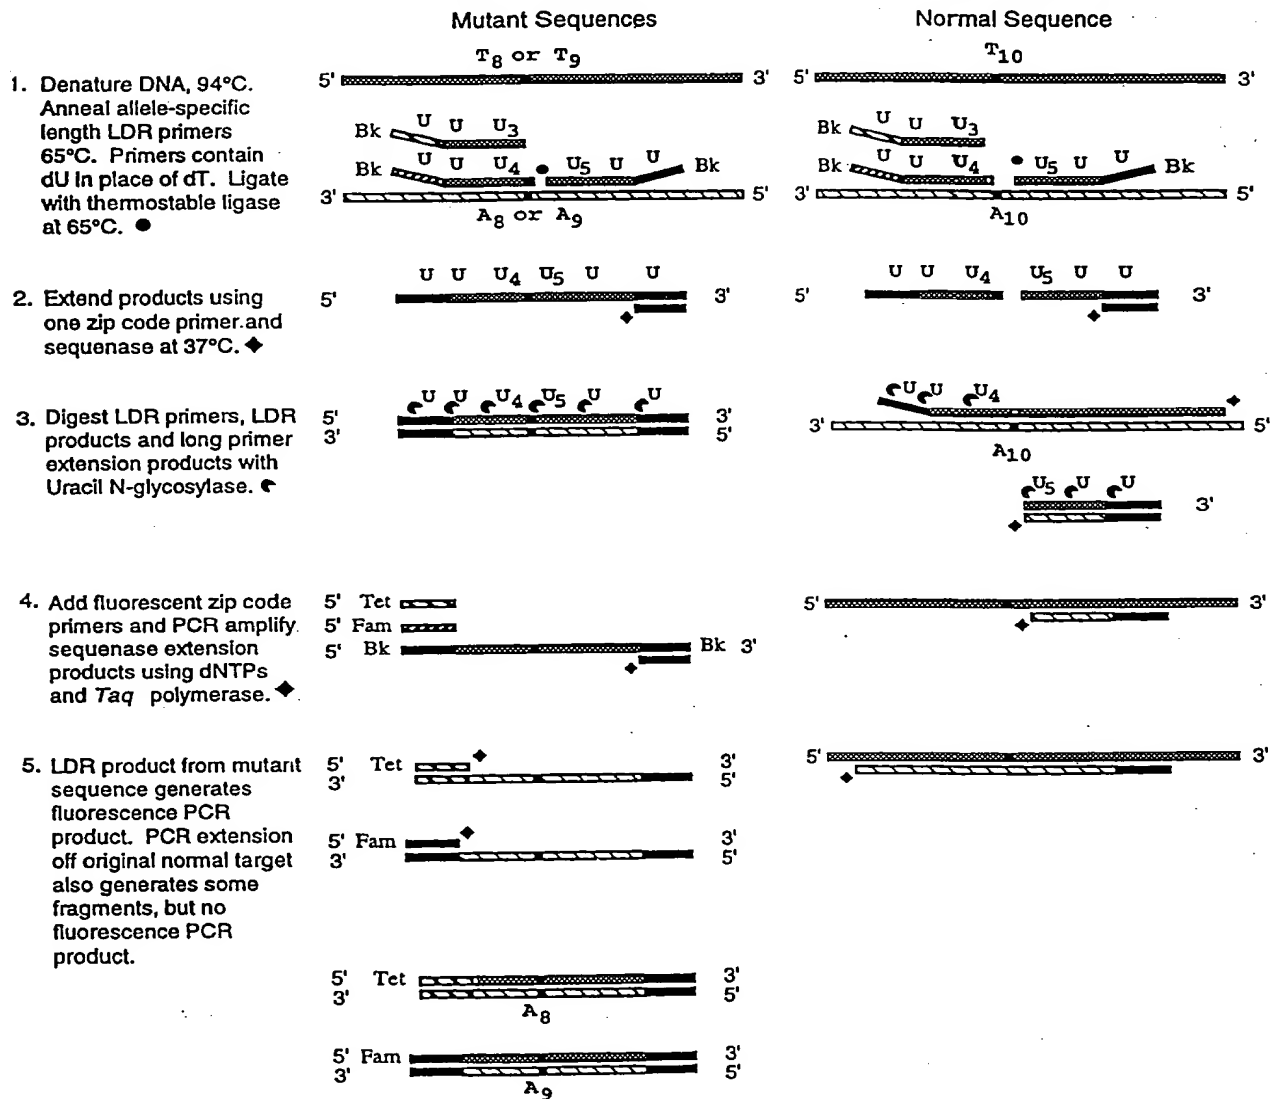 Mutant Sequences
Normal Sequence
1. Denature DNA, 94°C.
Anneal allele-specific
length LDR primers
65°C. Primers contain
dU in place of dT. Ligate
with thermostable ligase
at 65°C.
T8 or T9
5' 3'
Bk U U U3
Bk U U U4 U5 U U Bk
3' 5'
A8 or A9
T10
5' 3'
Bk U U U3
Bk U U U4 U5 U U Bk
3' 5'
A10
2. Extend products using
one zip code primer and
sequenase at 37°C.
U U U4 U5 U U
5' 3'
U U U4 U5 U U
5' 3'
3. Digest LDR primers, LDR
products and long primer
extension products with
Uracil N-glycosylase.
U U U4 U5 U U
5' 3'
3' 5'
U U U4
3' 5'
A10
U5 U U
3'
4. Add fluorescent zip code
primers and PCR amplify
sequenase extension
products using dNTPs
and Taq polymerase.
5' Tet
5' Fam
5' Bk Bk 3'
5' 3'
5. LDR product from mutant
sequence generates
fluorescence PCR
product. PCR extension
off original normal target
also generates some
fragments, but no
fluorescence PCR
product.
5' Tet 3'
3' 5'
5' Fam 3'
3' 5'
5' Tet 3'
3' 5'
A8
5' Fam 3'
3' 5'
A9
5' 3'